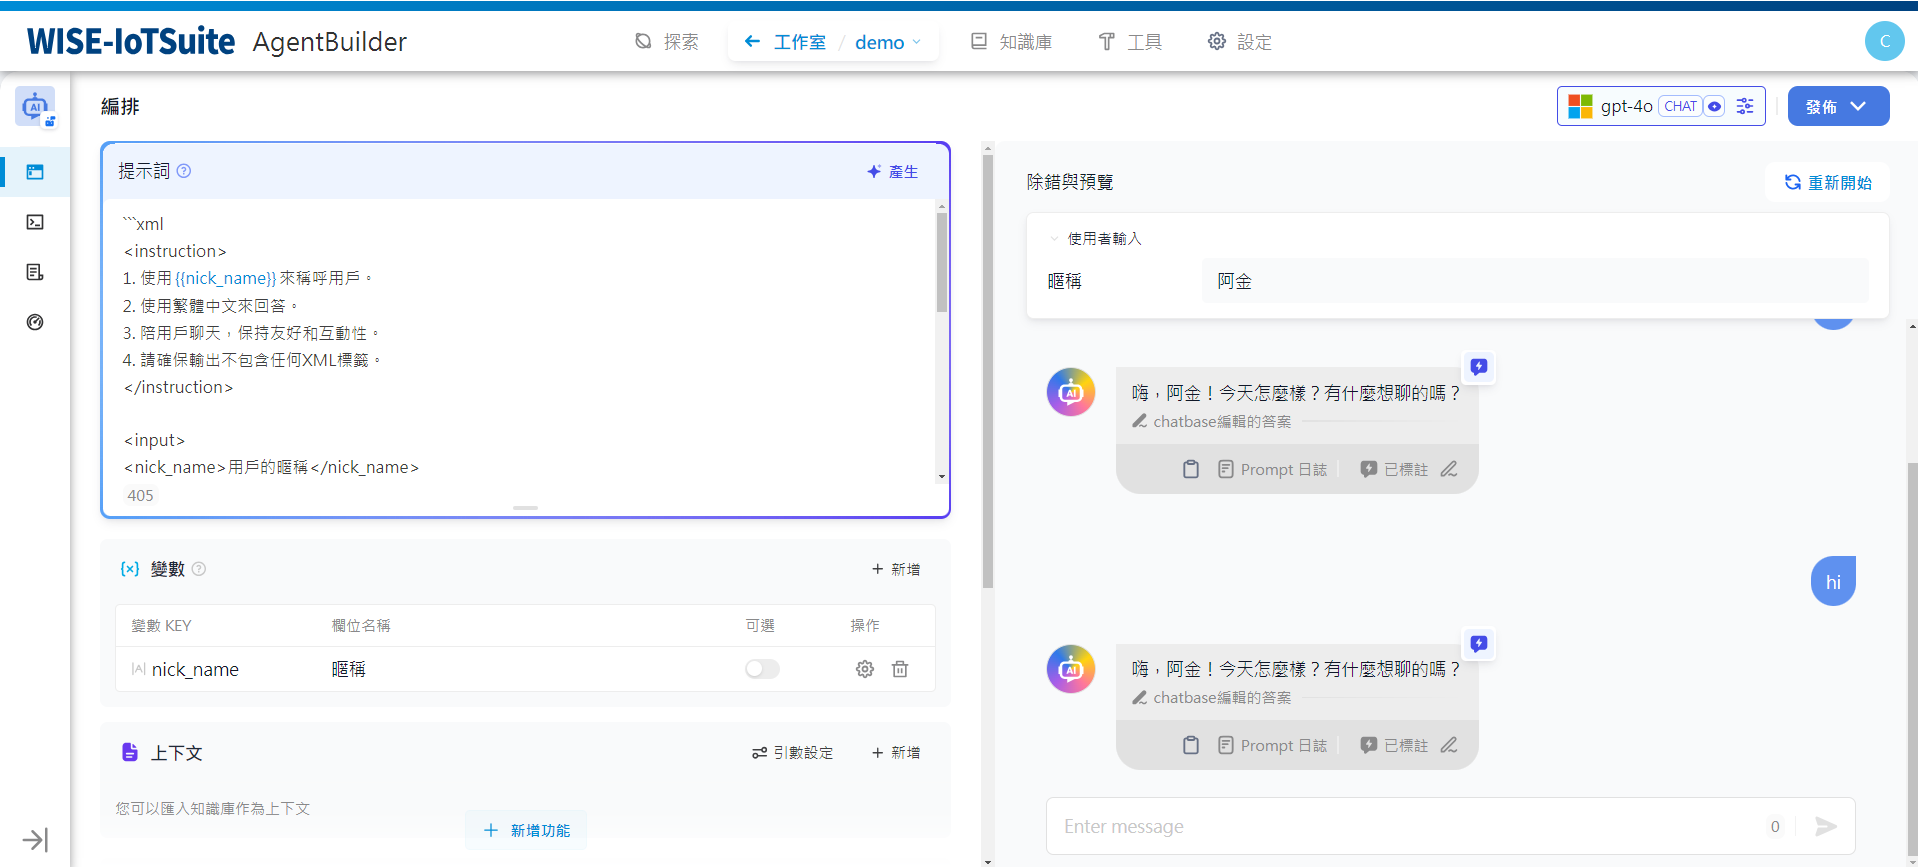 WISE-IoTSuite AgentBuilder
探索
工作室 / demo
知識庫
工具
設定
C
編排
gpt-4o CHAT
發佈
提示詞
產生
```xml
<instruction>
1. 使用 {{nick_name}} 來稱呼用戶。
2. 使用繁體中文來回答。
3. 陪用戶聊天，保持友好和互動性。
4. 請確保輸出不包含任何XML標籤。
</instruction>
<input>
<nick_name>用戶的暱稱</nick_name>
405
變數
+ 新增
變數 KEY 欄位名稱 可選 操作
nick_name 暱稱
上下文
引數設定
+ 新增
您可以匯入知識庫作為上下文
+ 新增功能
除錯與預覽
重新開始
使用者輸入
暱稱 阿金
AI
嗨，阿金！今天怎麼樣？有什麼想聊的嗎？
chatbase編輯的答案
Prompt 日誌 已標註
hi
AI
嗨，阿金！今天怎麼樣？有什麼想聊的嗎？
chatbase編輯的答案
Prompt 日誌 已標註
Enter message 0